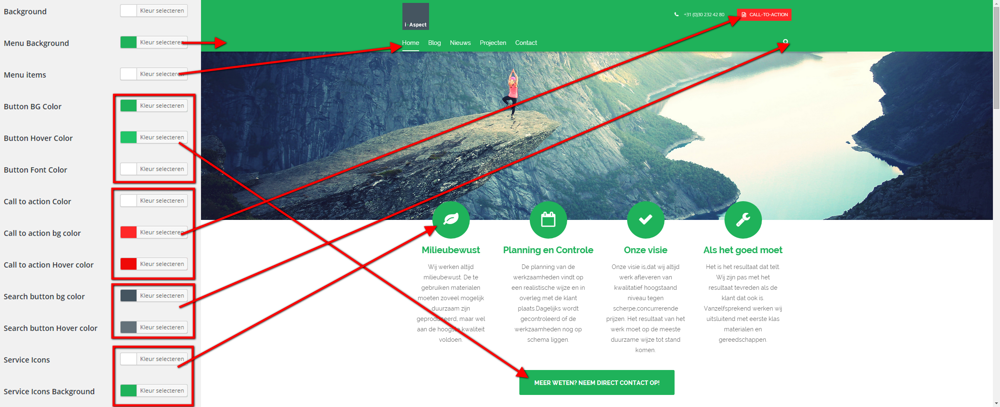 Background
Kleur selecteren
Menu Background
Kleur selecteren
Menu items
Kleur selecteren
Button BG Color
Kleur selecteren
Button Hover Color
Kleur selecteren
Button Font Color
Kleur selecteren
Call to action Color
Kleur selecteren
Call to action bg color
Kleur selecteren
Call to action Hover color
Kleur selecteren
Search button bg color
Kleur selecteren
Search button Hover color
Kleur selecteren
Service Icons
Kleur selecteren
Service Icons Background
Kleur selecteren
i-Aspect
+31 (0)30 232 42 80
CALL-TO-ACTION
Home Blog Nieuws Projecten Contact
Milieubewust
Wij werken altijd
milieubewust. De te
gebruiken materialen
moeten zoveel mogelijk
duurzaam zijn
geproduceerd, maar wel
aan de hoogste kwaliteit
voldoen.
Planning en Controle
De planning van de
werkzaamheden vindt op
een realistische wijze en in
overleg met de klant
plaats.Dagelijks wordt
gecontroleerd of de
werkzaamheden nog op
schema liggen.
Onze visie
Onze visie is,dat wij altijd
werk afleveren van
kwalitatief hoogstaand
niveau tegen
scherpe,concurrerende
prijzen. Het resultaat van het
werk moet op de meeste
duurzame wijze tot stand
komen.
Als het goed moet
Het is het resultaat dat telt.
Wij zijn pas met het
resultaat tevreden als de
klant dat ook is.
Vanzelfsprekend werken wij
uitsluitend met eerste klas
materialen en
gereedschappen.
MEER WETEN? NEEM DIRECT CONTACT OP!